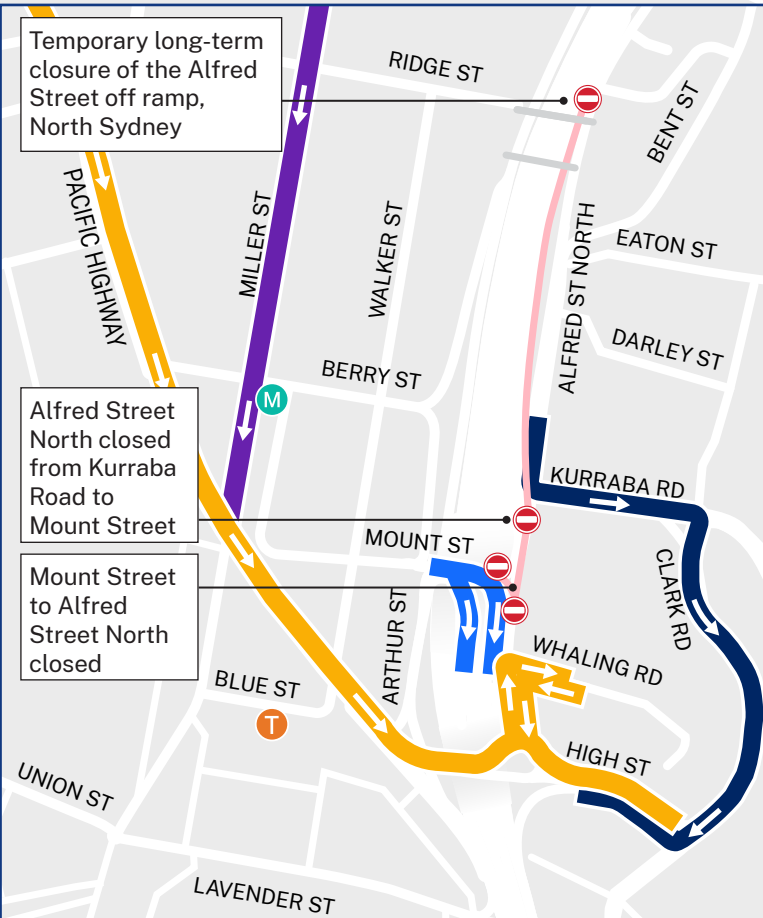 Temporary long-term
closure of the Alfred
Street off ramp,
North Sydney
RIDGE ST
BENT ST
PACIFIC HIGHWAY
MILLER ST
WALKER ST
ALFRED ST NORTH
EATON ST
DARLEY ST
BERRY ST
M
Alfred Street
North closed
from Kurraba
Road to
Mount Street
KURRABA RD
MOUNT ST
CLARK RD
Mount Street
to Alfred
Street North
closed
ARTHUR ST
WHALING RD
BLUE ST
T
HIGH ST
UNION ST
LAVENDER ST